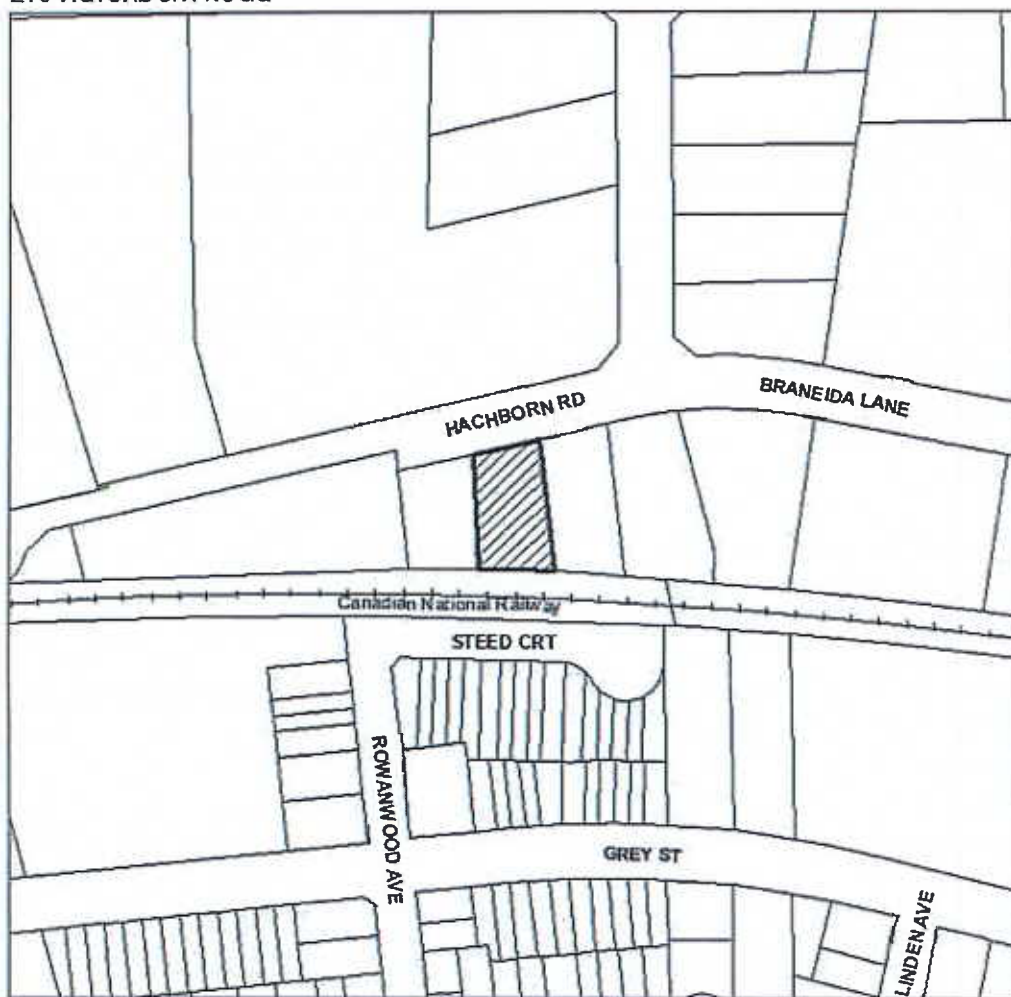 HACHBORN RD
BRANEIDA LANE
Canadian National Railway
STEED CRT
ROWANWOOD AVE
GREY ST
LINDEN AVE